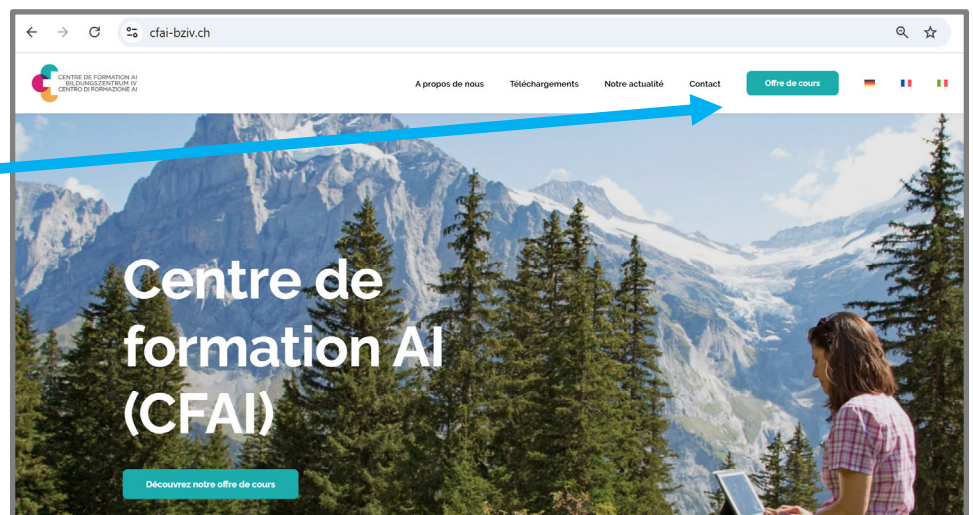 cfai-bziv.ch
CENTRE DE FORMATION AI
BILDUNGSZENTRUM IV
CENTRO DI FORMAZIONE AI
A propos de nous Téléchargements Notre actualité Contact Offre de cours
Centre de
formation AI
(CFAI)
Découvrez notre offre de cours